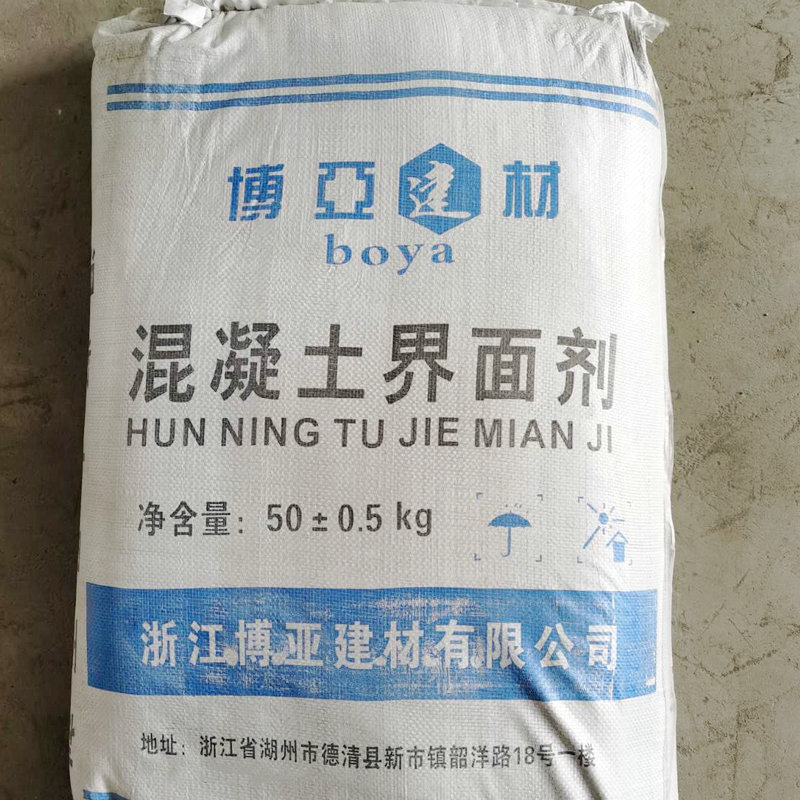 博亞建材
boya
混凝土界面剂
HUN NING TU JIE MIAN JI
净含量：50±0.5 kg
浙江博亚建材有限公司
地址：浙江省湖州市德清县新市镇韶洋路18号一楼